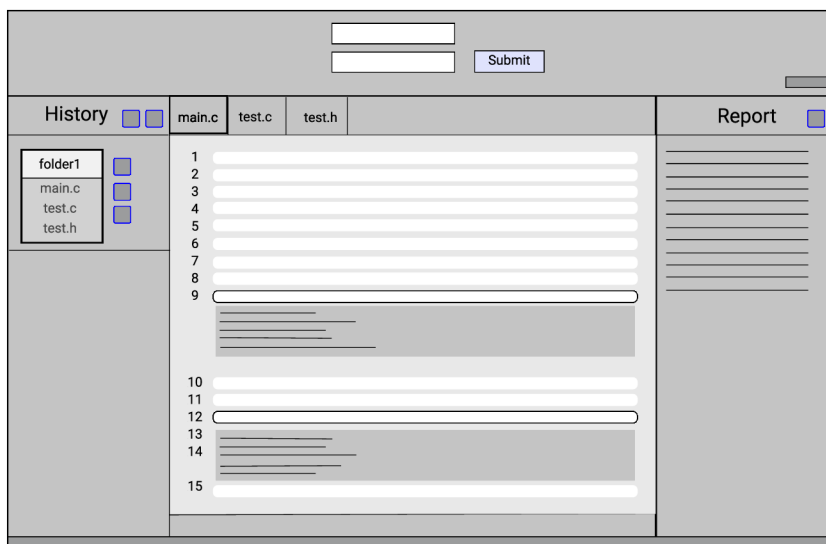 Submit
History
main.c
test.c
test.h
Report
folder1
main.c
test.c
test.h
1
2
3
4
5
6
7
8
9
10
11
12
13
14
15